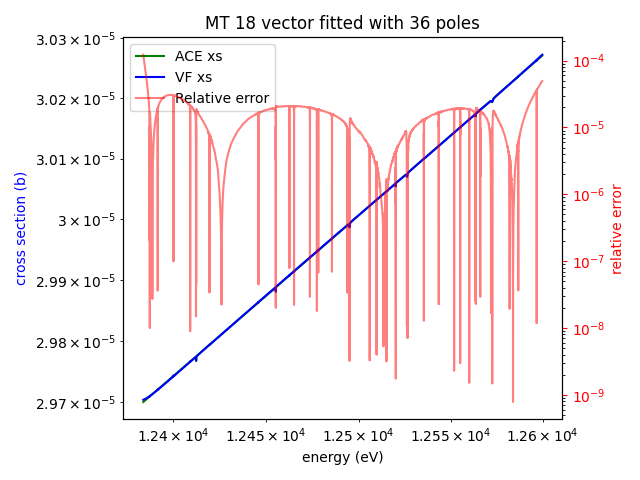 MT 18 vector fitted with 36 poles
ACE xs
VF xs
Relative error
3.03 × 10⁻⁵
3.02 × 10⁻⁵
3.01 × 10⁻⁵
3 × 10⁻⁵
2.99 × 10⁻⁵
2.98 × 10⁻⁵
2.97 × 10⁻⁵
cross section (b)
10⁻⁴
10⁻⁵
10⁻⁶
10⁻⁷
10⁻⁸
10⁻⁹
relative error
1.24 × 10⁴ 1.245 × 10⁴ 1.25 × 10⁴ 1.255 × 10⁴ 1.26 × 10⁴
energy (eV)